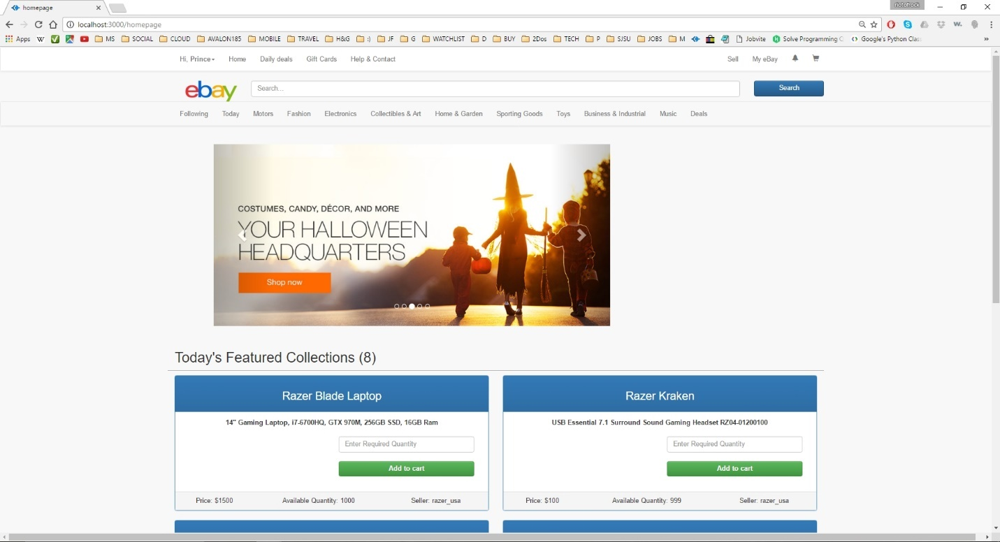 homepage
notafrock
localhost:3000/homepage
Apps W MS SOCIAL CLOUD AVALON185 MOBILE TRAVEL H&G :) JF G WATCHLIST D BUY 2Dos TECH P SJSU JOBS M Jobvite Solve Programming Google's Python Clas »
Hi, Prince Home Daily deals Gift Cards Help & Contact Sell My eBay
ebay Search... Search
Following Today Motors Fashion Electronics Collectibles & Art Home & Garden Sporting Goods Toys Business & Industrial Music Deals
COSTUMES, CANDY, DÉCOR, AND MORE
YOUR HALLOWEEN
HEADQUARTERS
Shop now
Today's Featured Collections (8)
Razer Blade Laptop
14" Gaming Laptop, i7-6700HQ, GTX 970M, 256GB SSD, 16GB Ram
Enter Required Quantity
Add to cart
Price: $1500 Available Quantity: 1000 Seller: razer_usa
Razer Kraken
USB Essential 7.1 Surround Sound Gaming Headset RZ04-01200100
Enter Required Quantity
Add to cart
Price: $100 Available Quantity: 999 Seller: razer_usa